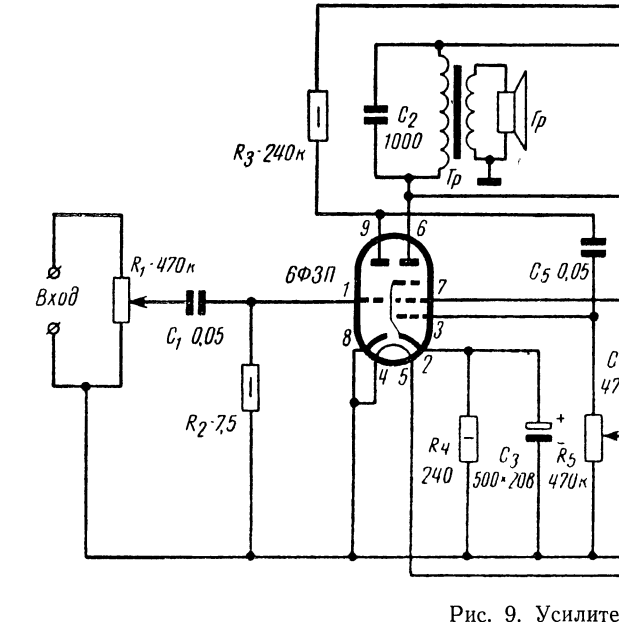 C2
1000
Гр
Тр
R3-240к
9
6
R1-470к
6Ф3П
C5 0,05
Вход
1
7
C1 0,05
3
8
4
5
2
C
47
R2-7,5
+
R4
240
C3
500×20в
R5
470к
Рис. 9. Усилите